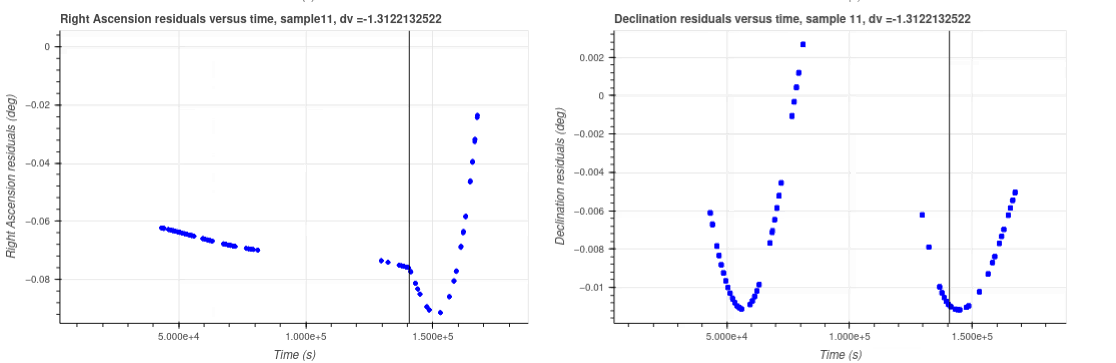 Right Ascension residuals versus time, sample11, dv =-1.3122132522
0
−0.02
−0.04
−0.06
−0.08
Right Ascension residuals (deg)
5.000e+4
1.000e+5
1.500e+5
Time (s)
Declination residuals versus time, sample 11, dv =-1.3122132522
0.002
0
−0.002
−0.004
−0.006
−0.008
−0.01
Declination residuals (deg)
5.000e+4
1.000e+5
1.500e+5
Time (s)